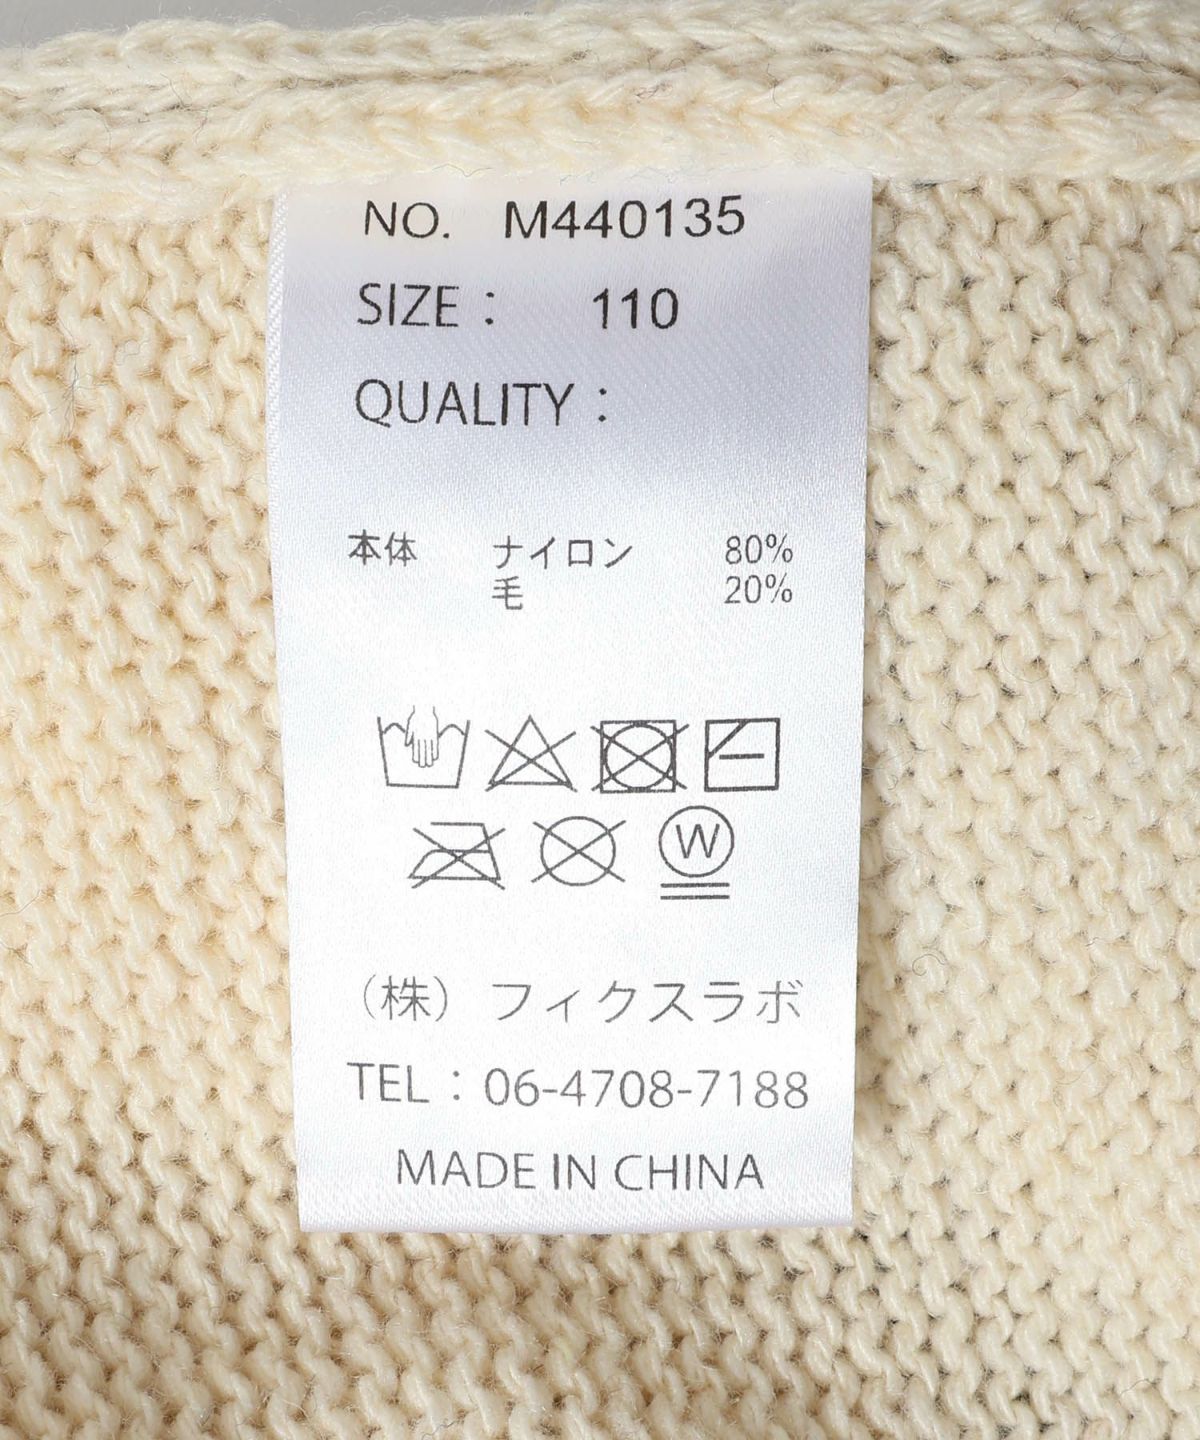 NO. M440135
SIZE : 110
QUALITY :
本体 ナイロン 80%
毛 20%
W
(株) フィクスラボ
TEL : 06-4708-7188
MADE IN CHINA